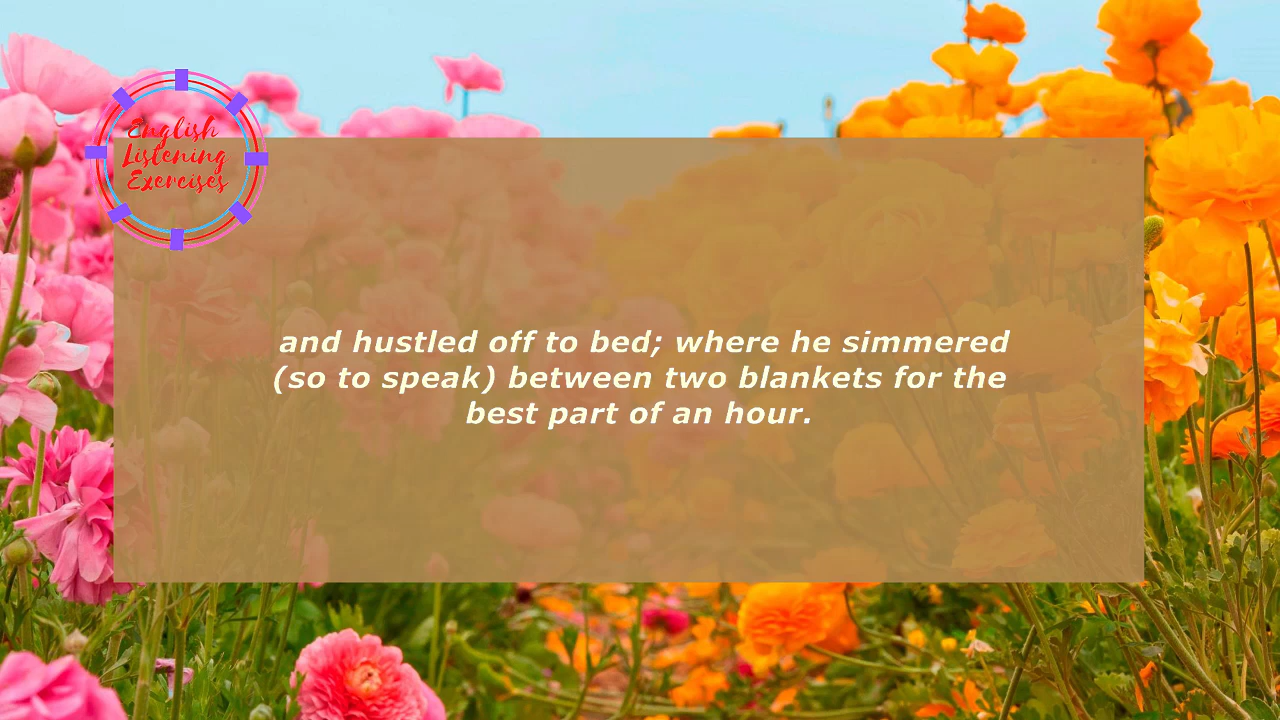 English
Listening
Exercises
and hustled off to bed; where he simmered
(so to speak) between two blankets for the
best part of an hour.